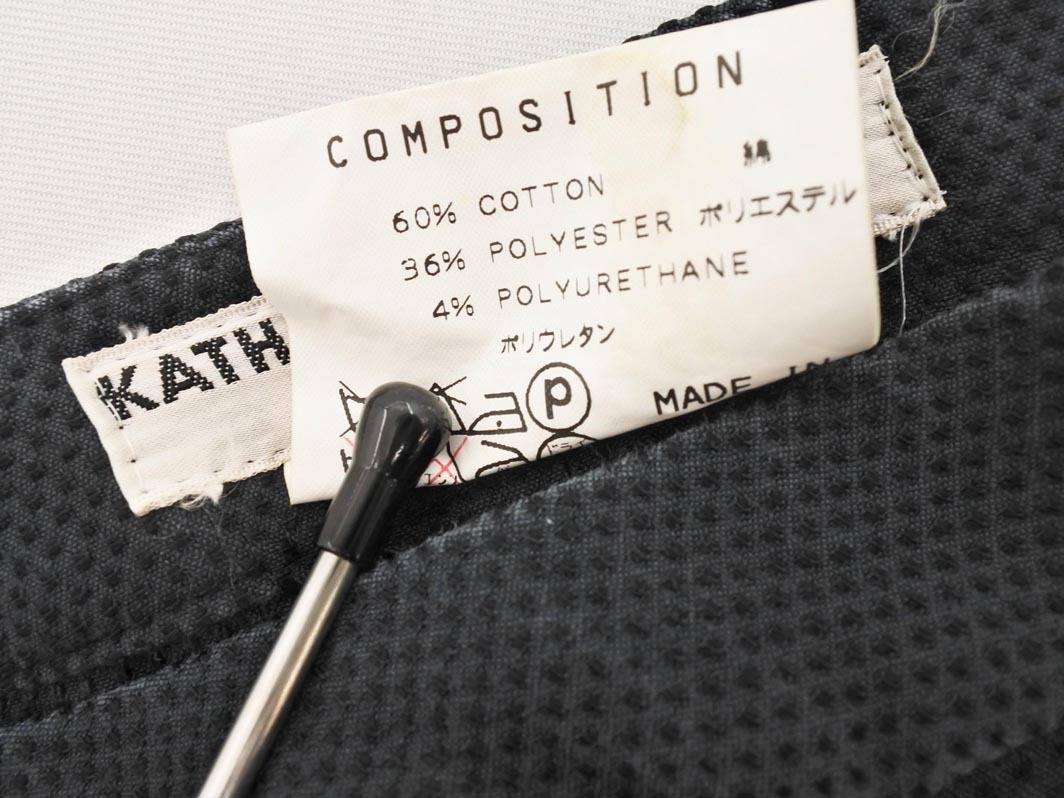 COMPOSITION
綿
60% COTTON
36% POLYESTER ポリエステル
4% POLYURETHANE
ポリウレタン
P
MADE IN
KATH